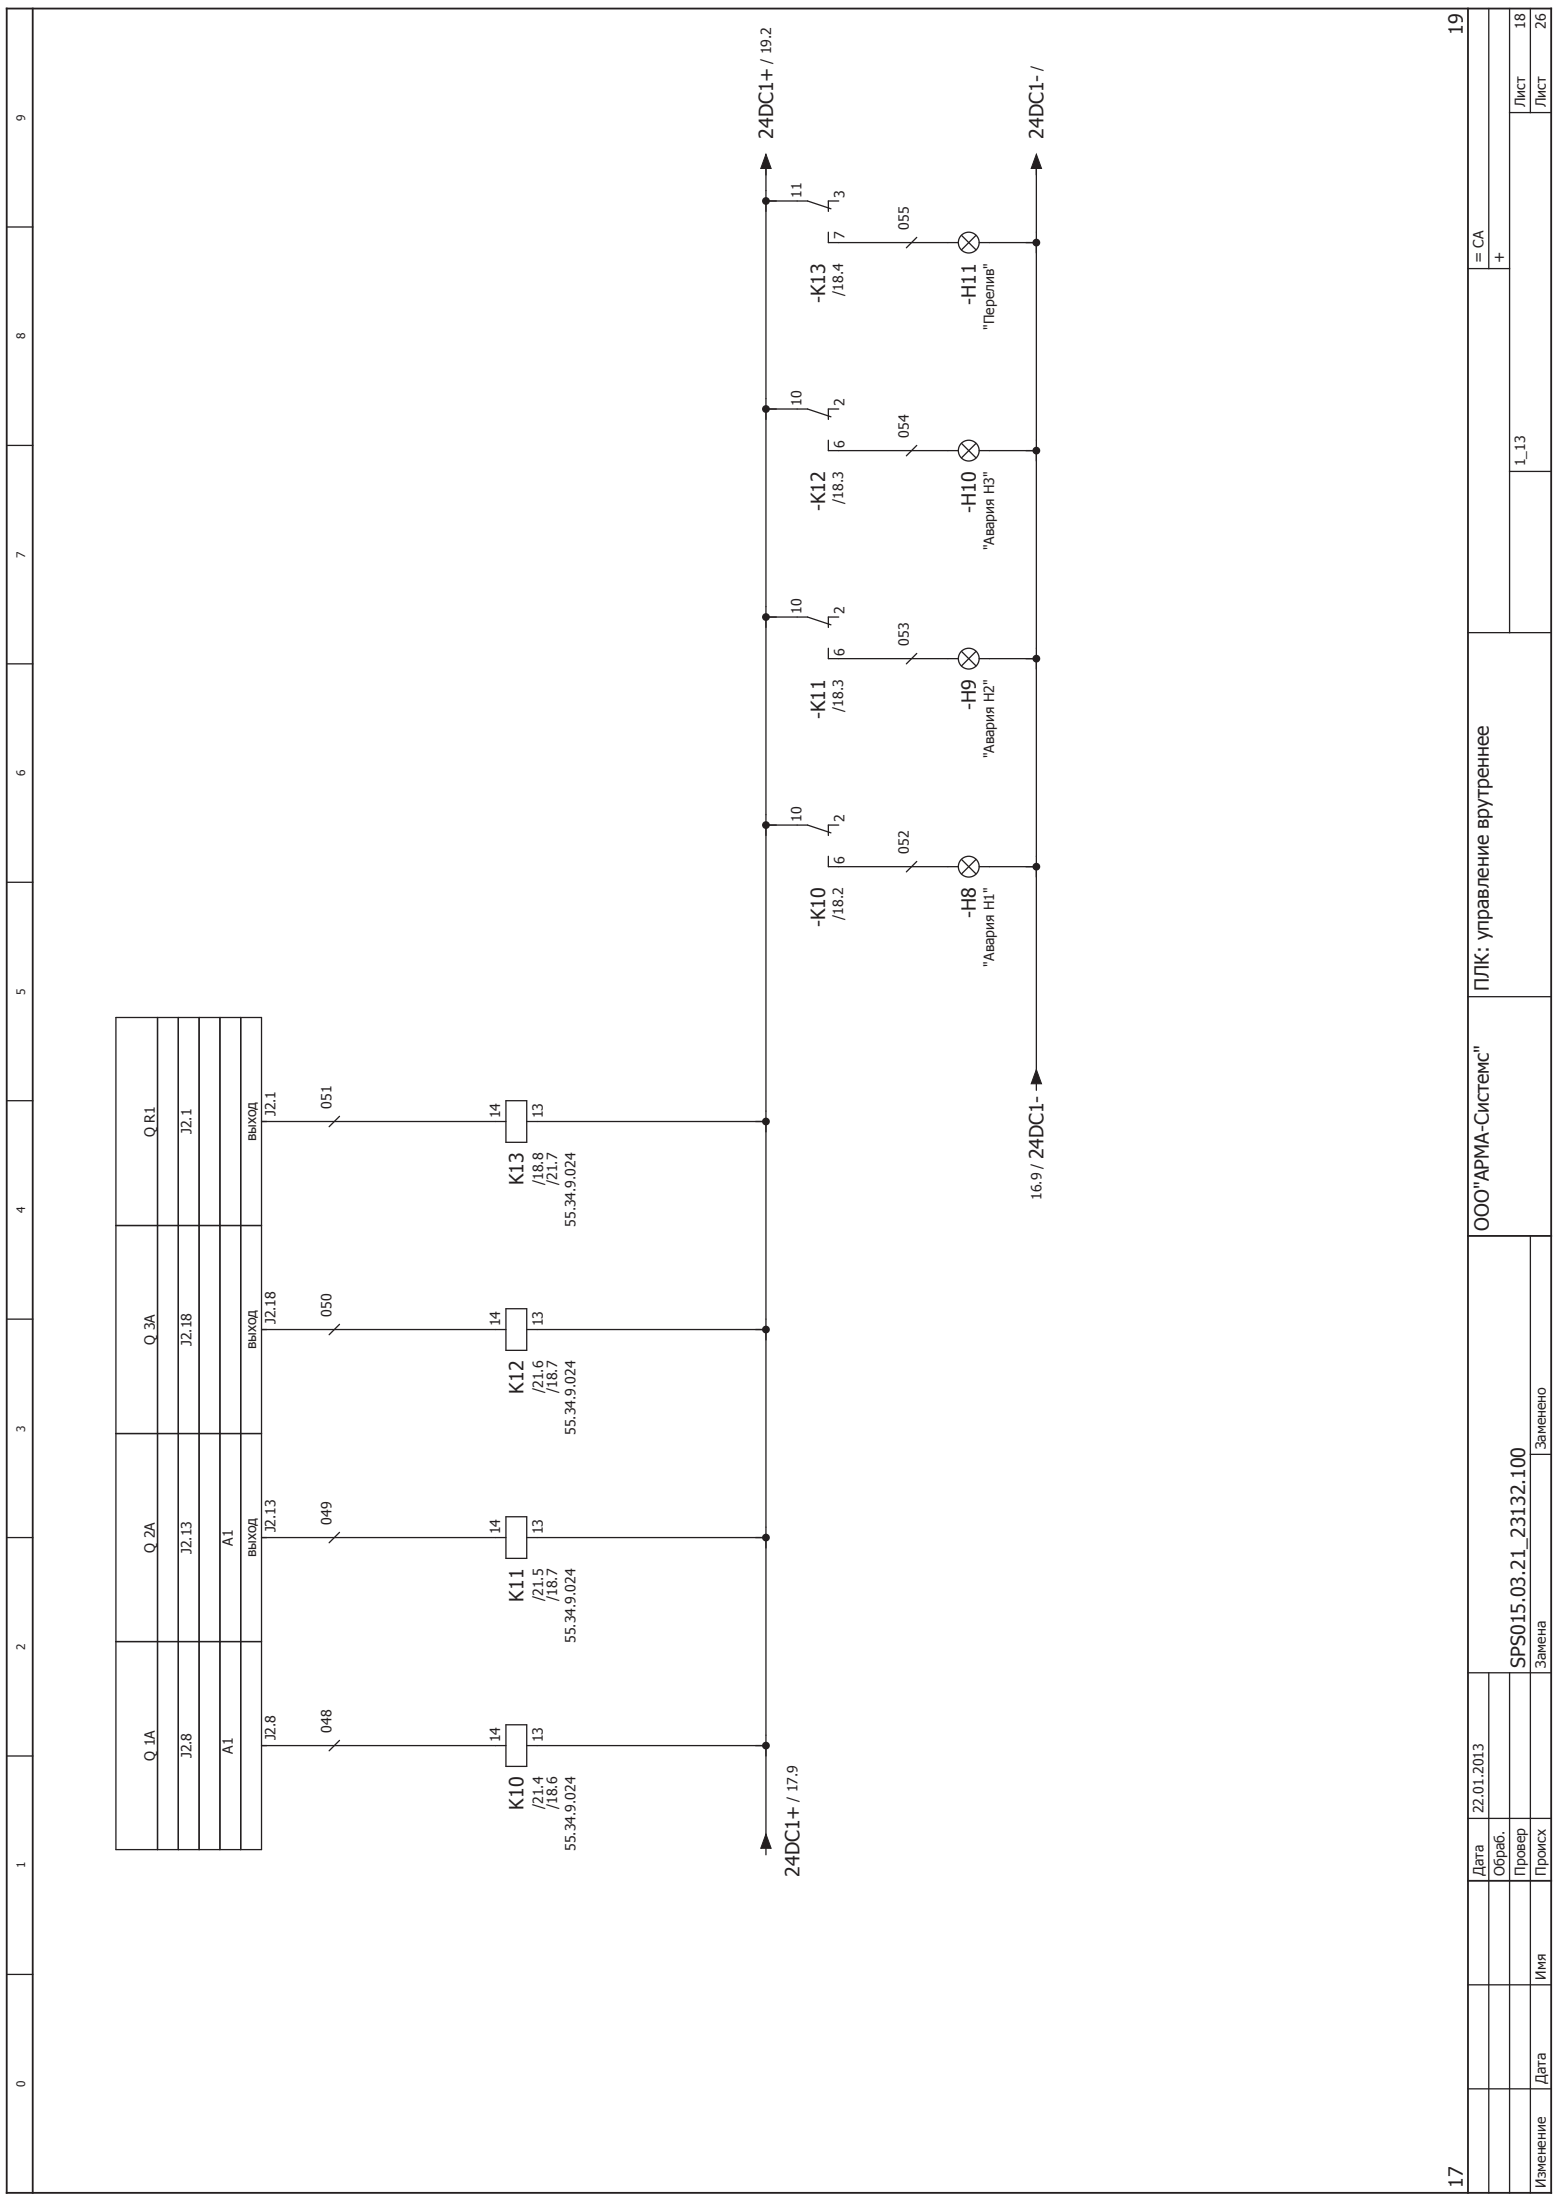 0 1 2 3 4 5 6 7 8 9
Q 1A Q 2A Q 3A Q R1
J2.8 J2.13 J2.18 J2.1
A1 A1
выход выход выход
J2.8 J2.13 J2.18 J2.1
048 049 050 051
14 14 14 14
K10 K11 K12 K13
13 13 13 13
/21.4 /21.5 /21.6 /18.8
/18.6 /18.7 /18.7 /21.7
55.34.9.024 55.34.9.024 55.34.9.024 55.34.9.024
24DC1+ / 19.2
24DC1+ / 17.9
10 10 10 11
-K10 -K11 -K12 -K13
/18.2 /18.3 /18.3 /18.4
6 2 6 2 6 2 7 3
052 053 054 055
-H8 -H9 -H10 -H11
"Авария Н1" "Авария Н2" "Авария Н3" "Перелив"
16.9 / 24DC1-
24DC1- /
17
19
Дата 22.01.2013
Обраб.
Провер
Изменение Дата Имя Происх
SPS015.03.21_23132.100
Замена Заменено
ООО"АРМА-Системс"
ПЛК: управление врутреннее
1_13
= CA
+
Лист 18
Лист 26